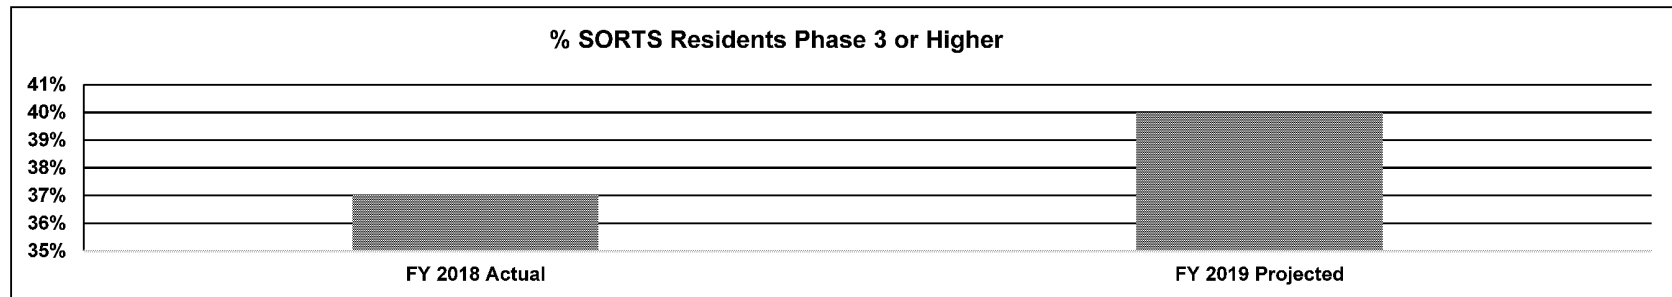 % SORTS Residents Phase 3 or Higher
41%
40%
39%
38%
37%
36%
35%
FY 2018 Actual
FY 2019 Projected